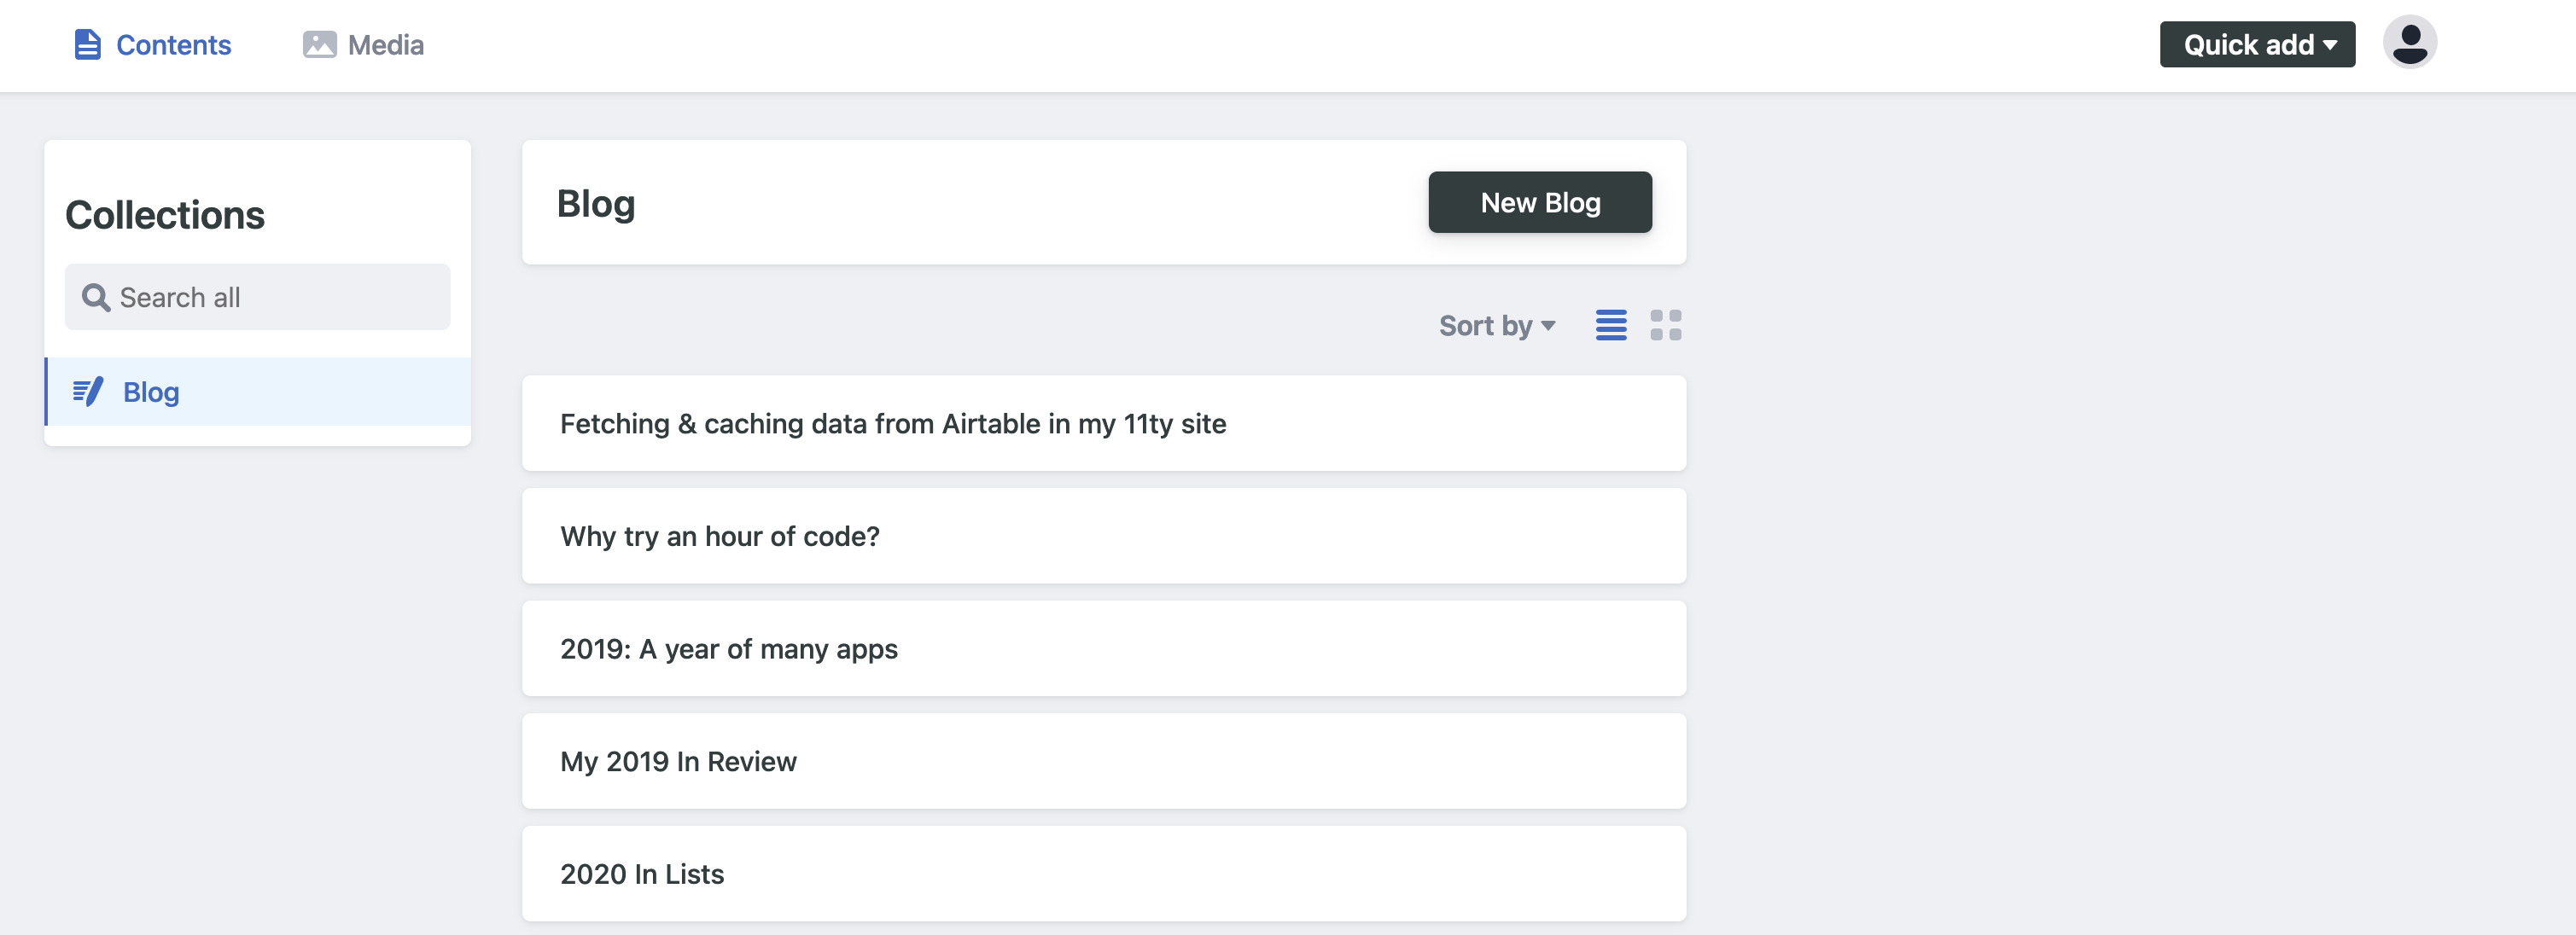 Contents
Media
Quick add
Collections
Search all
Blog
Blog
New Blog
Sort by
Fetching & caching data from Airtable in my 11ty site
Why try an hour of code?
2019: A year of many apps
My 2019 In Review
2020 In Lists